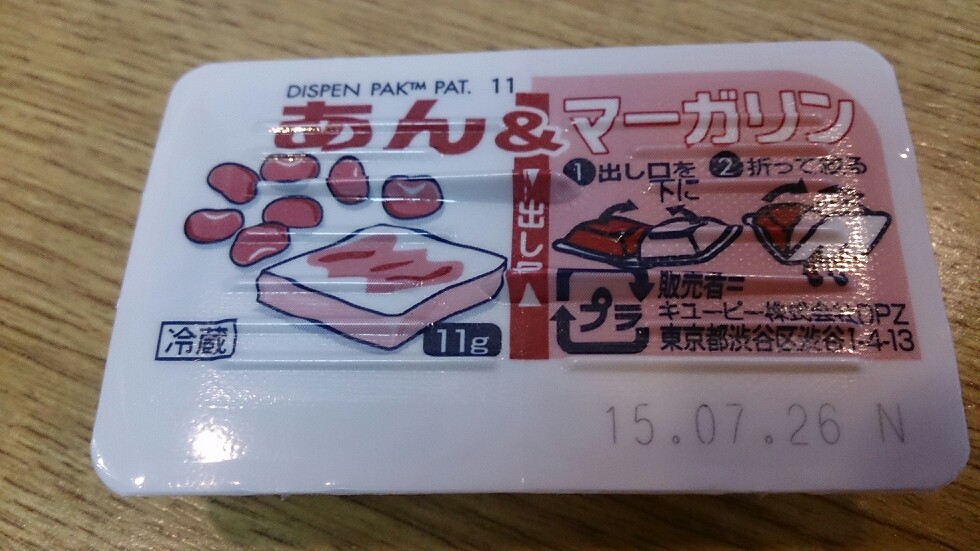 DISPEN PAK™ PAT. 11
あん&マーガリン
1 出し口を
下に
2 折って絞る
出し口
プラ
販売者=
キユーピー株式会社DPZ
東京都渋谷区渋谷1-4-13
冷蔵
11g
15.07.26 N